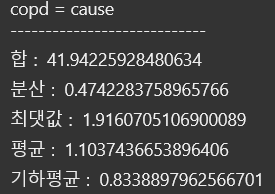 copd = cause
----------------------------
합 :  41.94225928480634
분산 :  0.4742283758965766
최댓값 :  1.9160705106900089
평균 :  1.1037436653896406
기하평균 :  0.8338897962566701